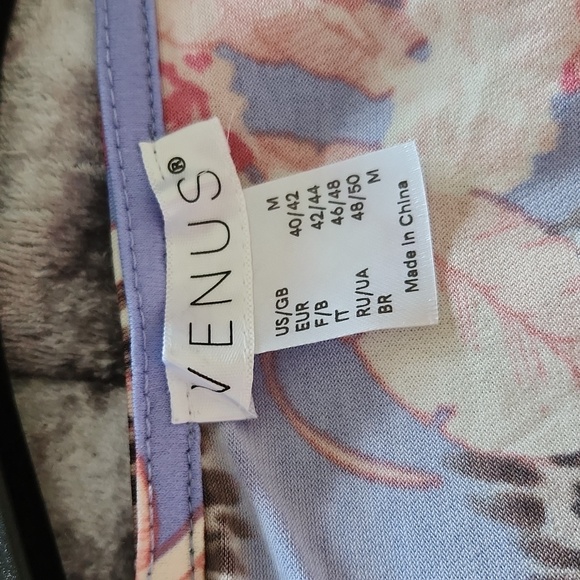 VENUS®
US/GB M
EUR 40/42
F/B 42/44
IT 46/48
RU/UA 48/50
BR M
Made In China